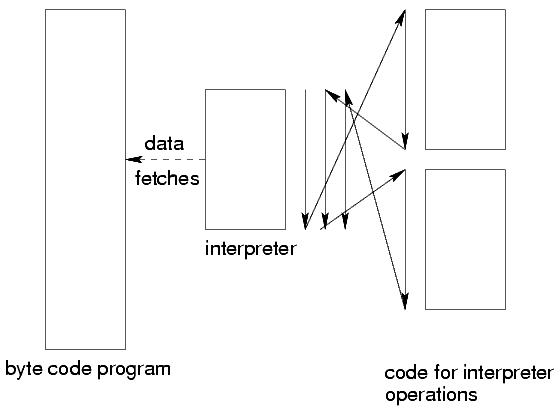 data
fetches
interpreter
byte code program
code for interpreter
operations